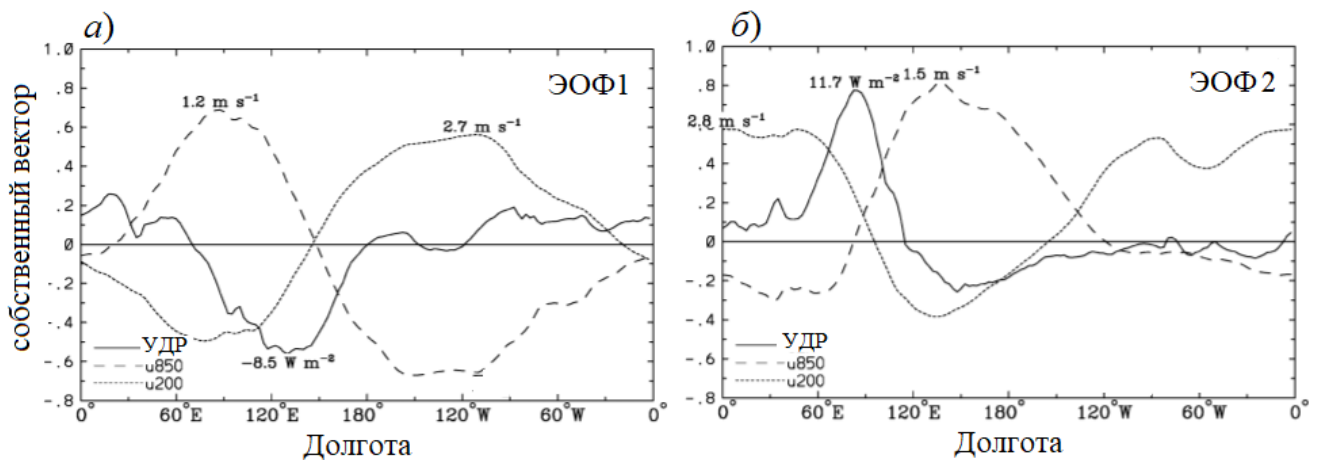 а)
собственный вектор
1.0
.8
.6
.4
.2
0
-.2
-.4
-.6
-.8
ЭОФ1
1.2 m s⁻¹
2.7 m s⁻¹
-8.5 W m⁻²
УДР
u850
u200
0° 60°E 120°E 180° 120°W 60°W 0°
Долгота
б)
1.0
.8
.6
.4
.2
0
-.2
-.4
-.6
-.8
ЭОФ2
11.7 W m⁻²
1.5 m s⁻¹
2.8 m s⁻¹
УДР
u850
u200
0° 60°E 120°E 180° 120°W 60°W 0°
Долгота